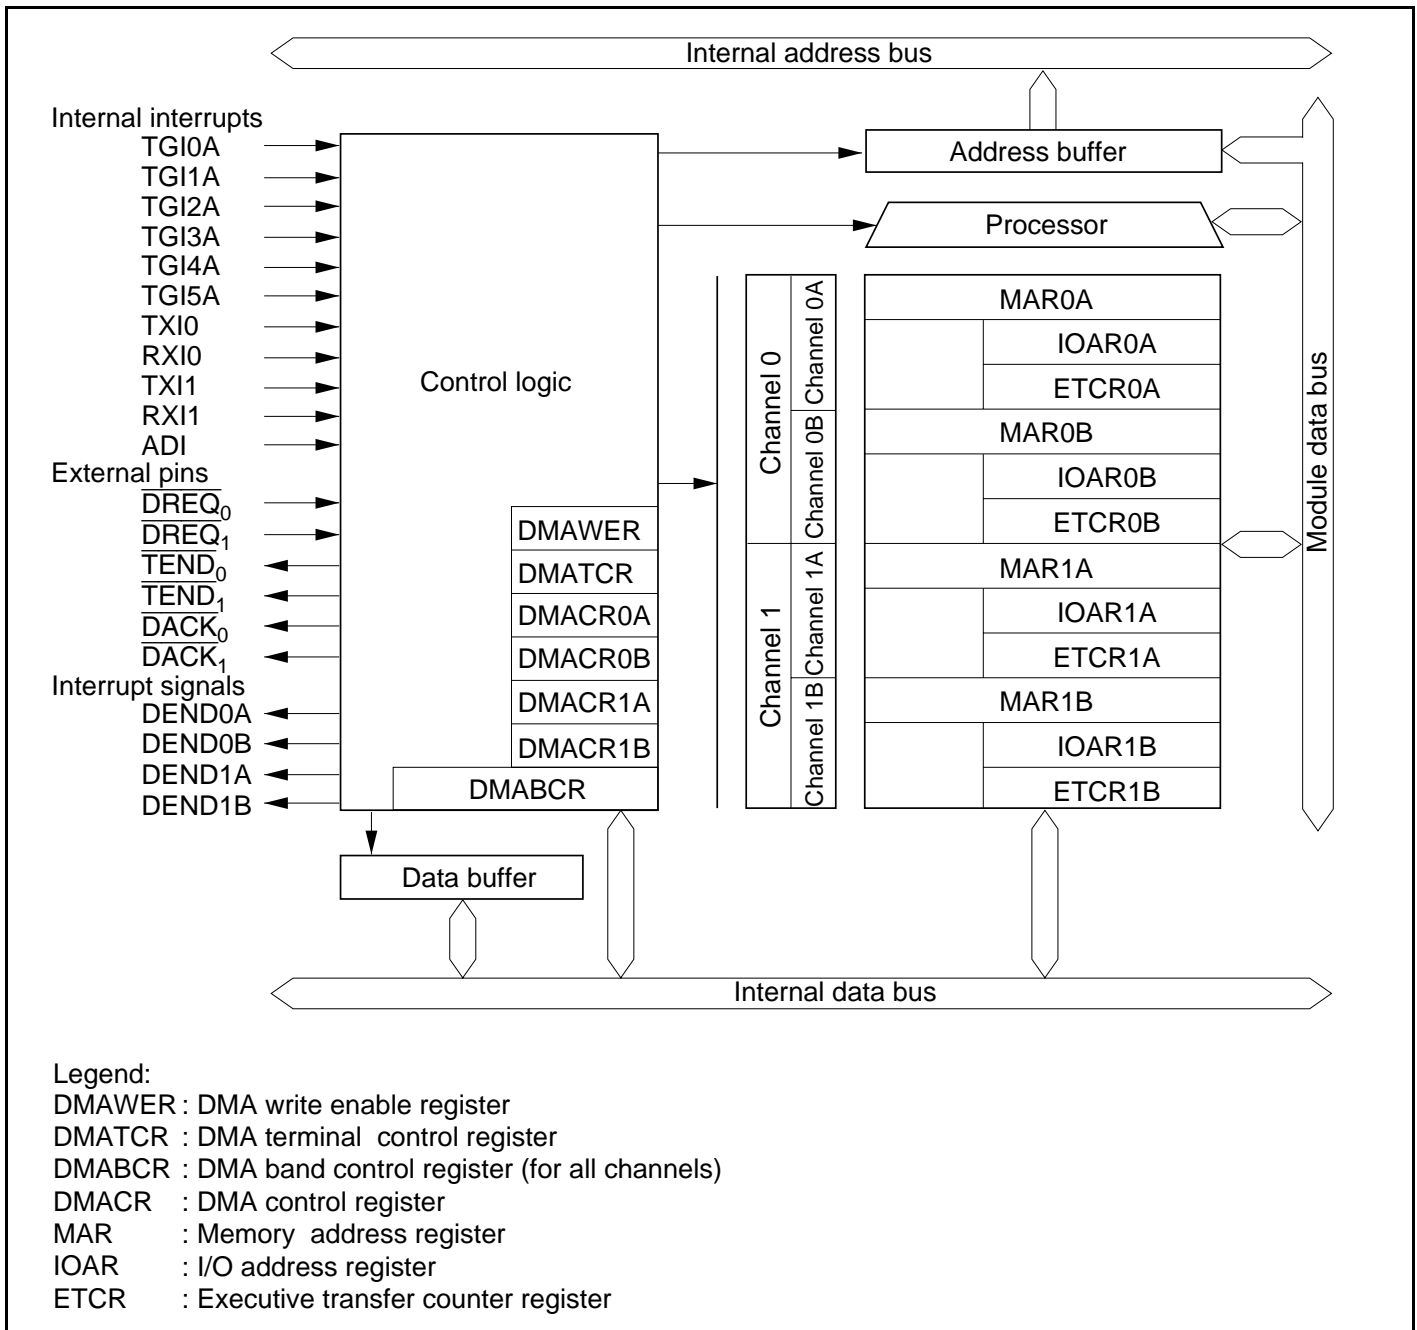 Internal address bus
Internal interrupts
TGI0A
TGI1A
TGI2A
TGI3A
TGI4A
TGI5A
TXI0
RXI0
TXI1
RXI1
ADI
External pins
DREQ0
DREQ1
TEND0
TEND1
DACK0
DACK1
Interrupt signals
DEND0A
DEND0B
DEND1A
DEND1B
Control logic
DMAWER
DMATCR
DMACR0A
DMACR0B
DMACR1A
DMACR1B
DMABCR
Data buffer
Address buffer
Processor
Channel 0
Channel 0A
Channel 0B
Channel 1
Channel 1A
Channel 1B
MAR0A
IOAR0A
ETCR0A
MAR0B
IOAR0B
ETCR0B
MAR1A
IOAR1A
ETCR1A
MAR1B
IOAR1B
ETCR1B
Module data bus
Internal data bus
Legend:
DMAWER : DMA write enable register
DMATCR : DMA terminal control register
DMABCR : DMA band control register (for all channels)
DMACR : DMA control register
MAR : Memory address register
IOAR : I/O address register
ETCR : Executive transfer counter register